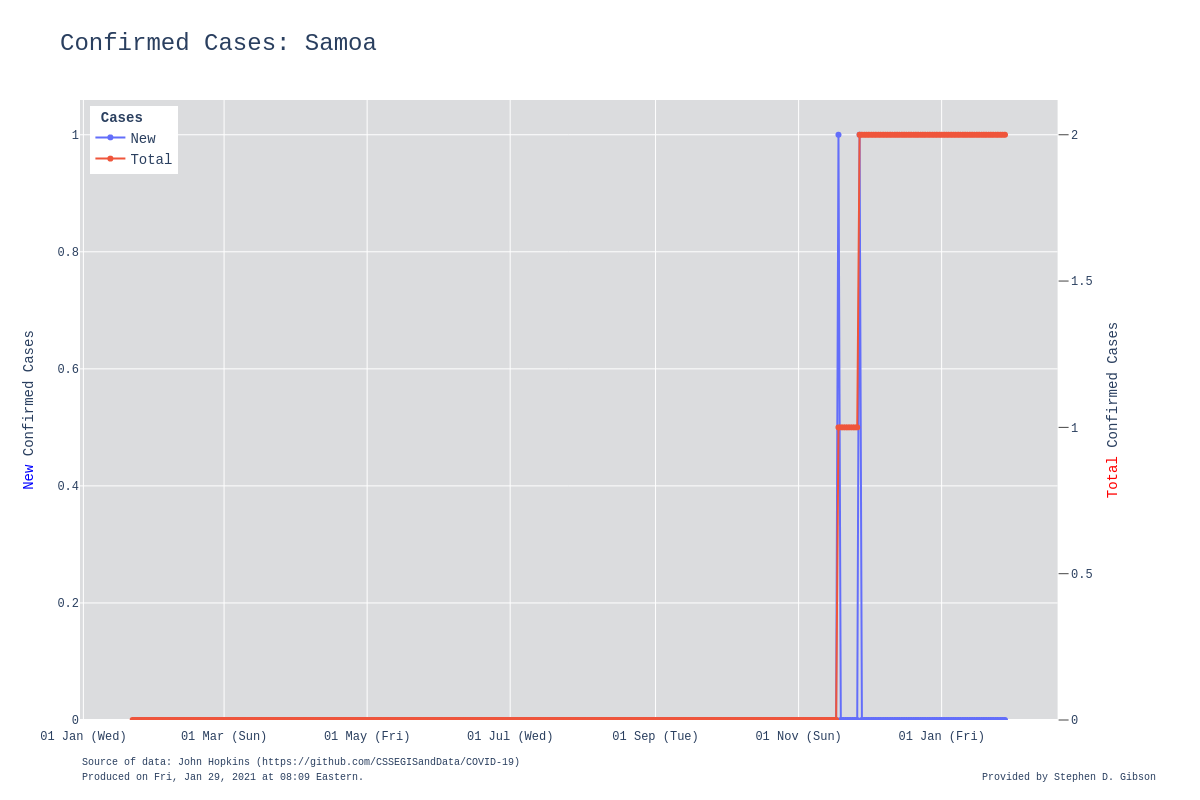 Confirmed Cases: Samoa
Cases
New
Total
1
0.8
0.6
0.4
0.2
0
2
1.5
1
0.5
0
New Confirmed Cases
Total Confirmed Cases
01 Jan (Wed)
01 Mar (Sun)
01 May (Fri)
01 Jul (Wed)
01 Sep (Tue)
01 Nov (Sun)
01 Jan (Fri)
Source of data: John Hopkins (https://github.com/CSSEGISandData/COVID-19)
Produced on Fri, Jan 29, 2021 at 08:09 Eastern.
Provided by Stephen D. Gibson